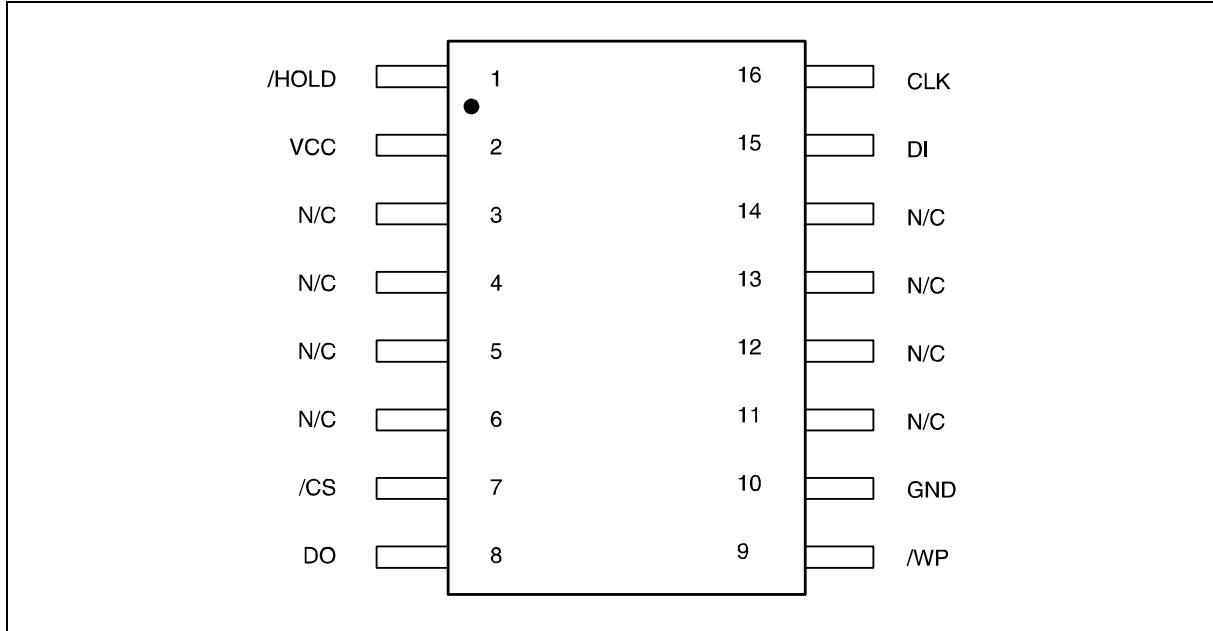 /HOLD 1 16 CLK
VCC 2 15 DI
N/C 3 14 N/C
N/C 4 13 N/C
N/C 5 12 N/C
N/C 6 11 N/C
/CS 7 10 GND
DO 8 9 /WP